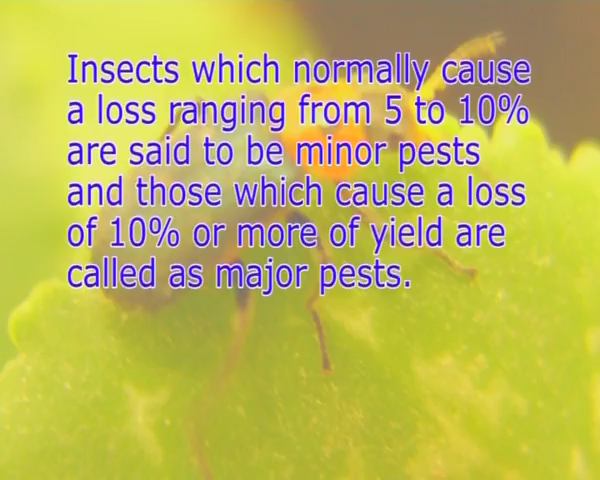 Insects which normally cause
a loss ranging from 5 to 10%
are said to be minor pests
and those which cause a loss
of 10% or more of yield are
called as major pests.